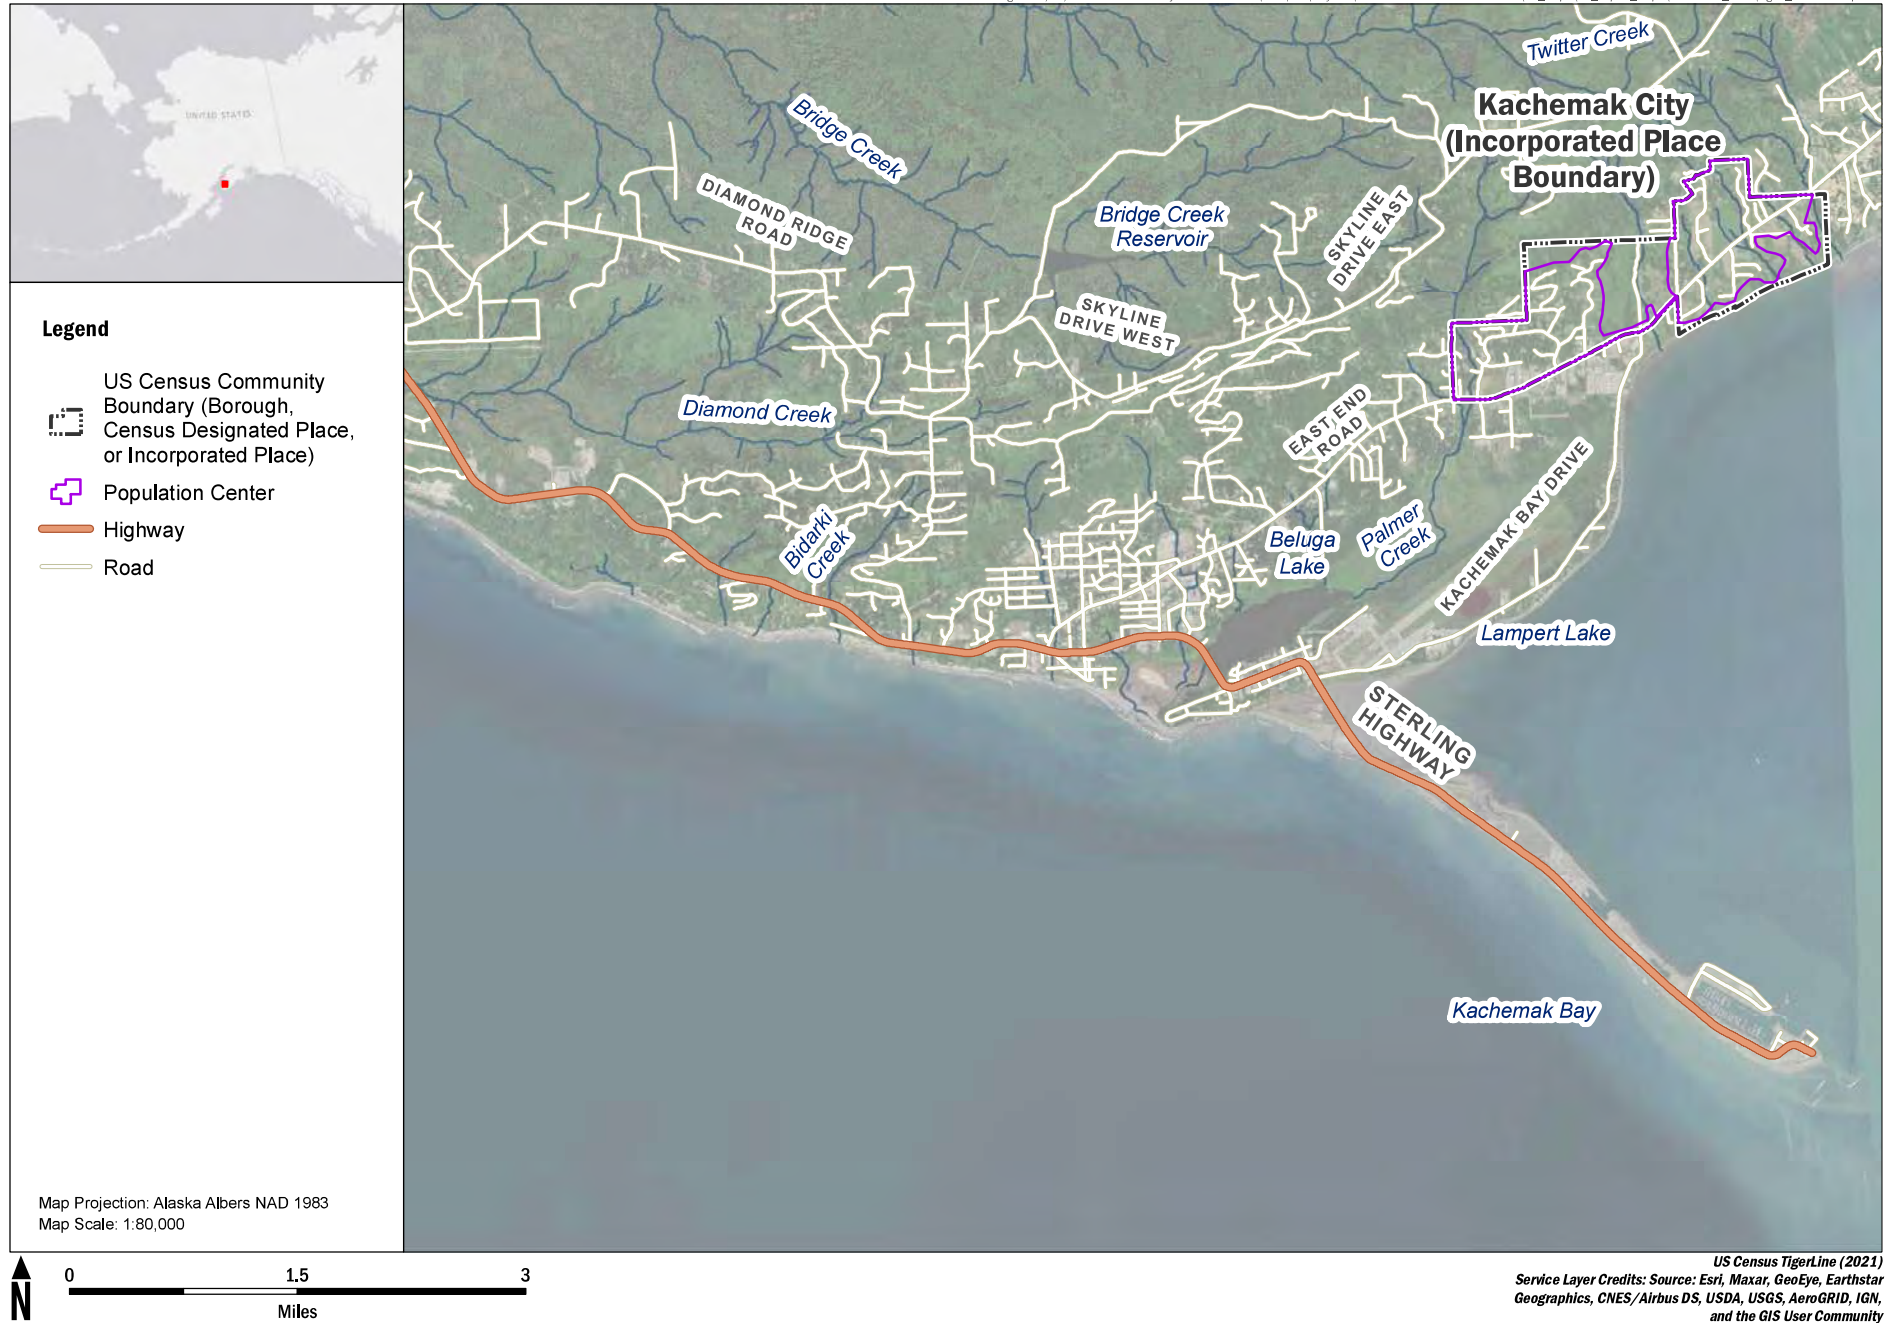 UNITED STATES
Legend
US Census Community
Boundary (Borough,
Census Designated Place,
or Incorporated Place)
Population Center
Highway
Road
Map Projection: Alaska Albers NAD 1983
Map Scale: 1:80,000
Twitter Creek
Kachemak City
(Incorporated Place
Boundary)
Bridge Creek
DIAMOND RIDGE
ROAD
Bridge Creek
Reservoir
SKYLINE
DRIVE EAST
SKYLINE
DRIVE WEST
Diamond Creek
EAST END
ROAD
KACHEMAK BAY DRIVE
Bidarki
Creek
Beluga
Lake
Palmer
Creek
Lampert Lake
STERLING
HIGHWAY
Kachemak Bay
N
0 1.5 3
Miles
US Census TigerLine (2021)
Service Layer Credits: Source: Esri, Maxar, GeoEye, Earthstar
Geographics, CNES/Airbus DS, USDA, USGS, AeroGRID, IGN,
and the GIS User Community